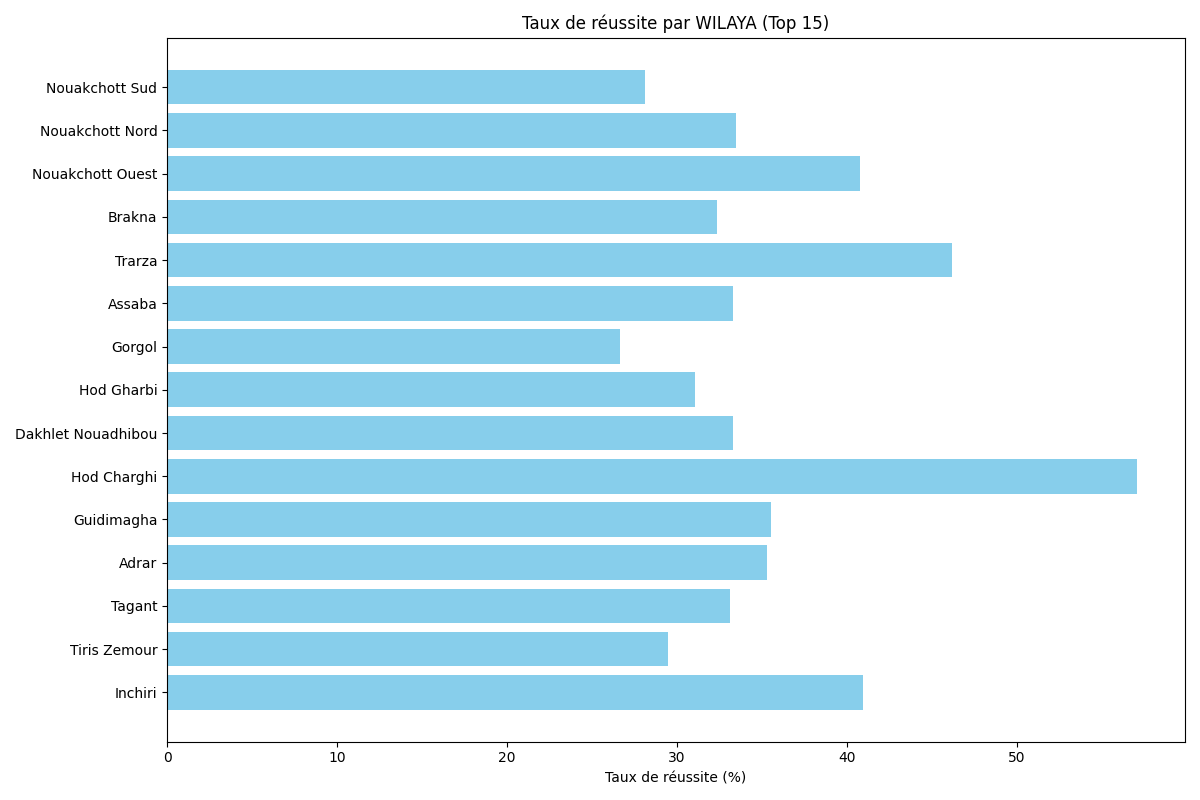 Taux de réussite par WILAYA (Top 15)
Nouakchott Sud
Nouakchott Nord
Nouakchott Ouest
Brakna
Trarza
Assaba
Gorgol
Hod Gharbi
Dakhlet Nouadhibou
Hod Charghi
Guidimagha
Adrar
Tagant
Tiris Zemour
Inchiri
0 10 20 30 40 50
Taux de réussite (%)